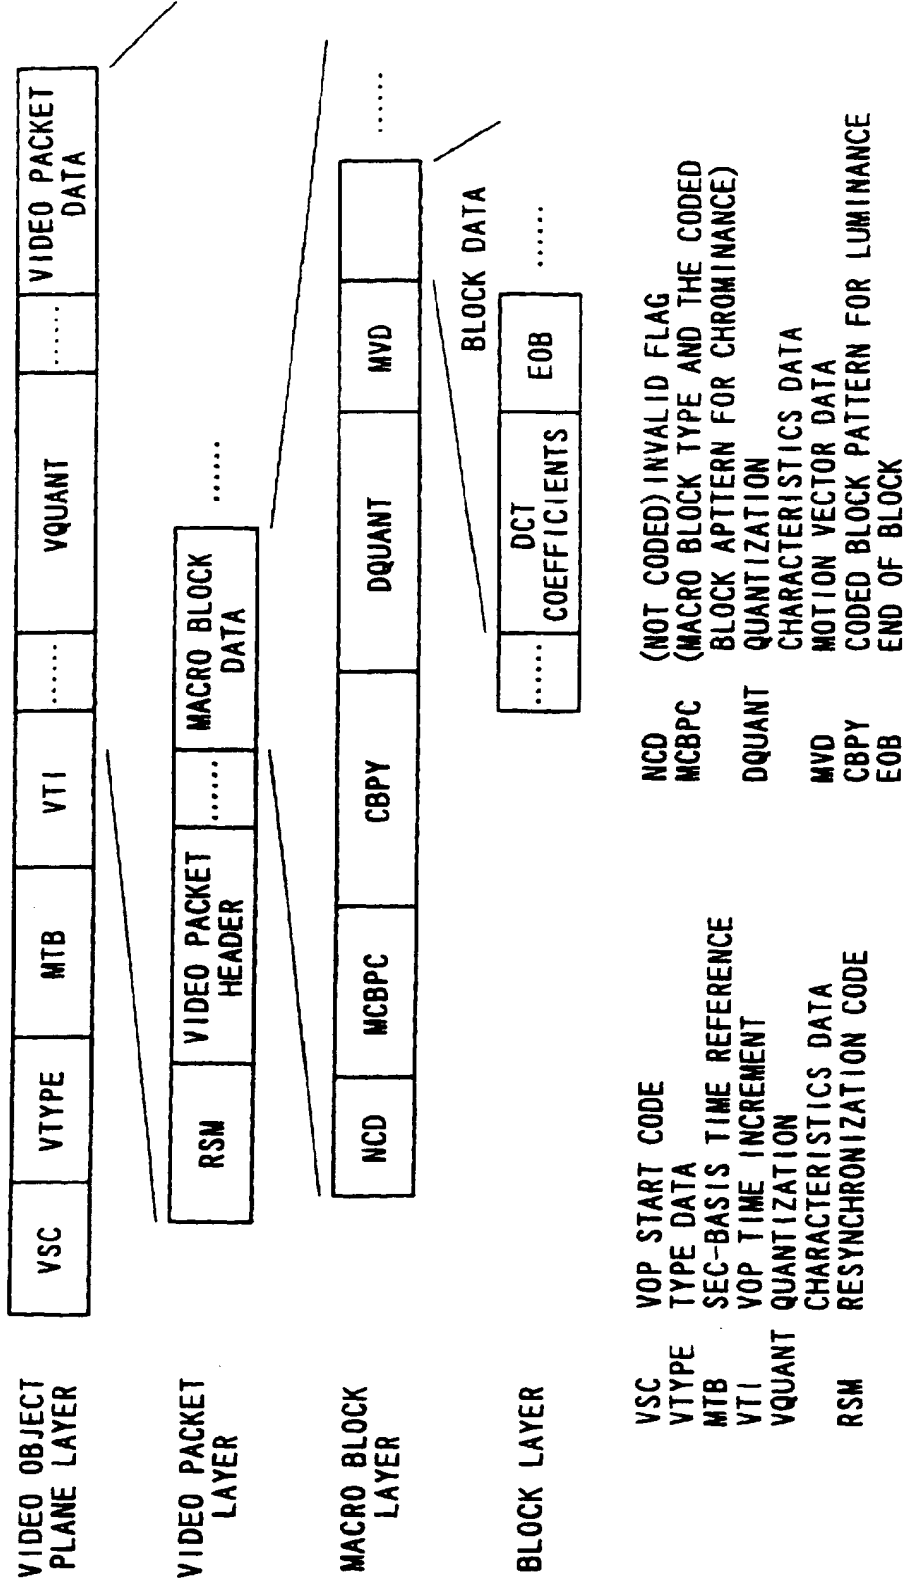 VIDEO OBJECT
PLANE LAYER
VSC
VTYPE
MTB
VTI
......
VQUANT
......
VIDEO PACKET
DATA
VIDEO PACKET
LAYER
RSM
VIDEO PACKET
HEADER
......
MACRO BLOCK
DATA
......
MACRO BLOCK
LAYER
NCD
MCBPC
CBPY
DQUANT
MVD
......
BLOCK DATA
BLOCK LAYER
......
DCT
COEFFICIENTS
EOB
......
VSC VOP START CODE
VTYPE TYPE DATA
MTB SEC-BASIS TIME REFERENCE
VTI VOP TIME INCREMENT
VQUANT QUANTIZATION
CHARACTERISTICS DATA
RSM RESYNCHRONIZATION CODE
NCD (NOT CODED) INVALID FLAG
MCBPC (MACRO BLOCK TYPE AND THE CODED
BLOCK APTTERN FOR CHROMINANCE)
DQUANT QUANTIZATION
CHARACTERISTICS DATA
MVD MOTION VECTOR DATA
CBPY CODED BLOCK PATTERN FOR LUMINANCE
EOB END OF BLOCK